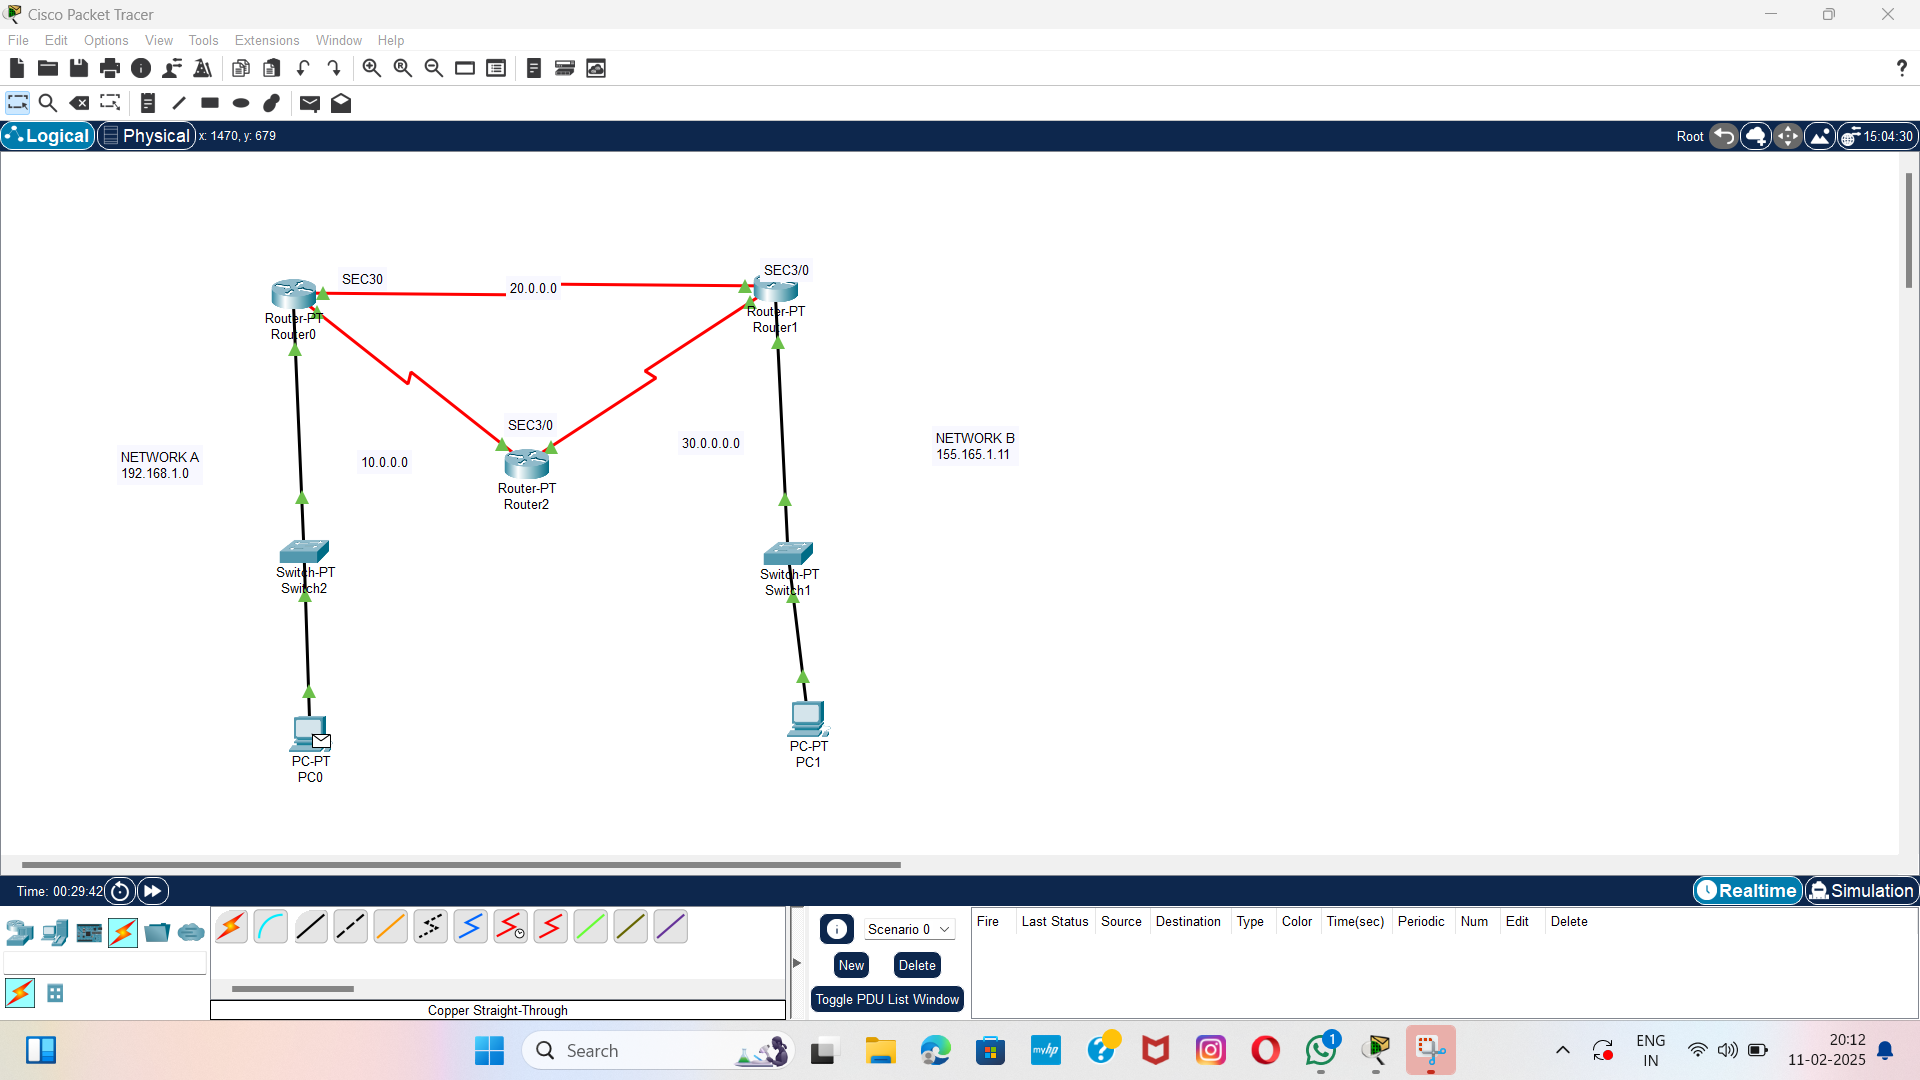 Cisco Packet Tracer
File Edit Options View Tools Extensions Window Help
?
Logical Physical x: 1470, y: 679
Root 15:04:30
SEC30
SEC3/0
20.0.0.0
Router-PT
Router0
Router-PT
Router1
SEC3/0
30.0.0.0.0
NETWORK B
155.165.1.11
NETWORK A
192.168.1.0
10.0.0.0
Router-PT
Router2
Switch-PT
Switch2
Switch-PT
Switch1
PC-PT
PC1
PC-PT
PC0
Time: 00:29:42
Realtime Simulation
Scenario 0
New Delete
Toggle PDU List Window
Fire Last Status Source Destination Type Color Time(sec) Periodic Num Edit Delete
Copper Straight-Through
Search
myhp
1
ENG
IN
20:12
11-02-2025